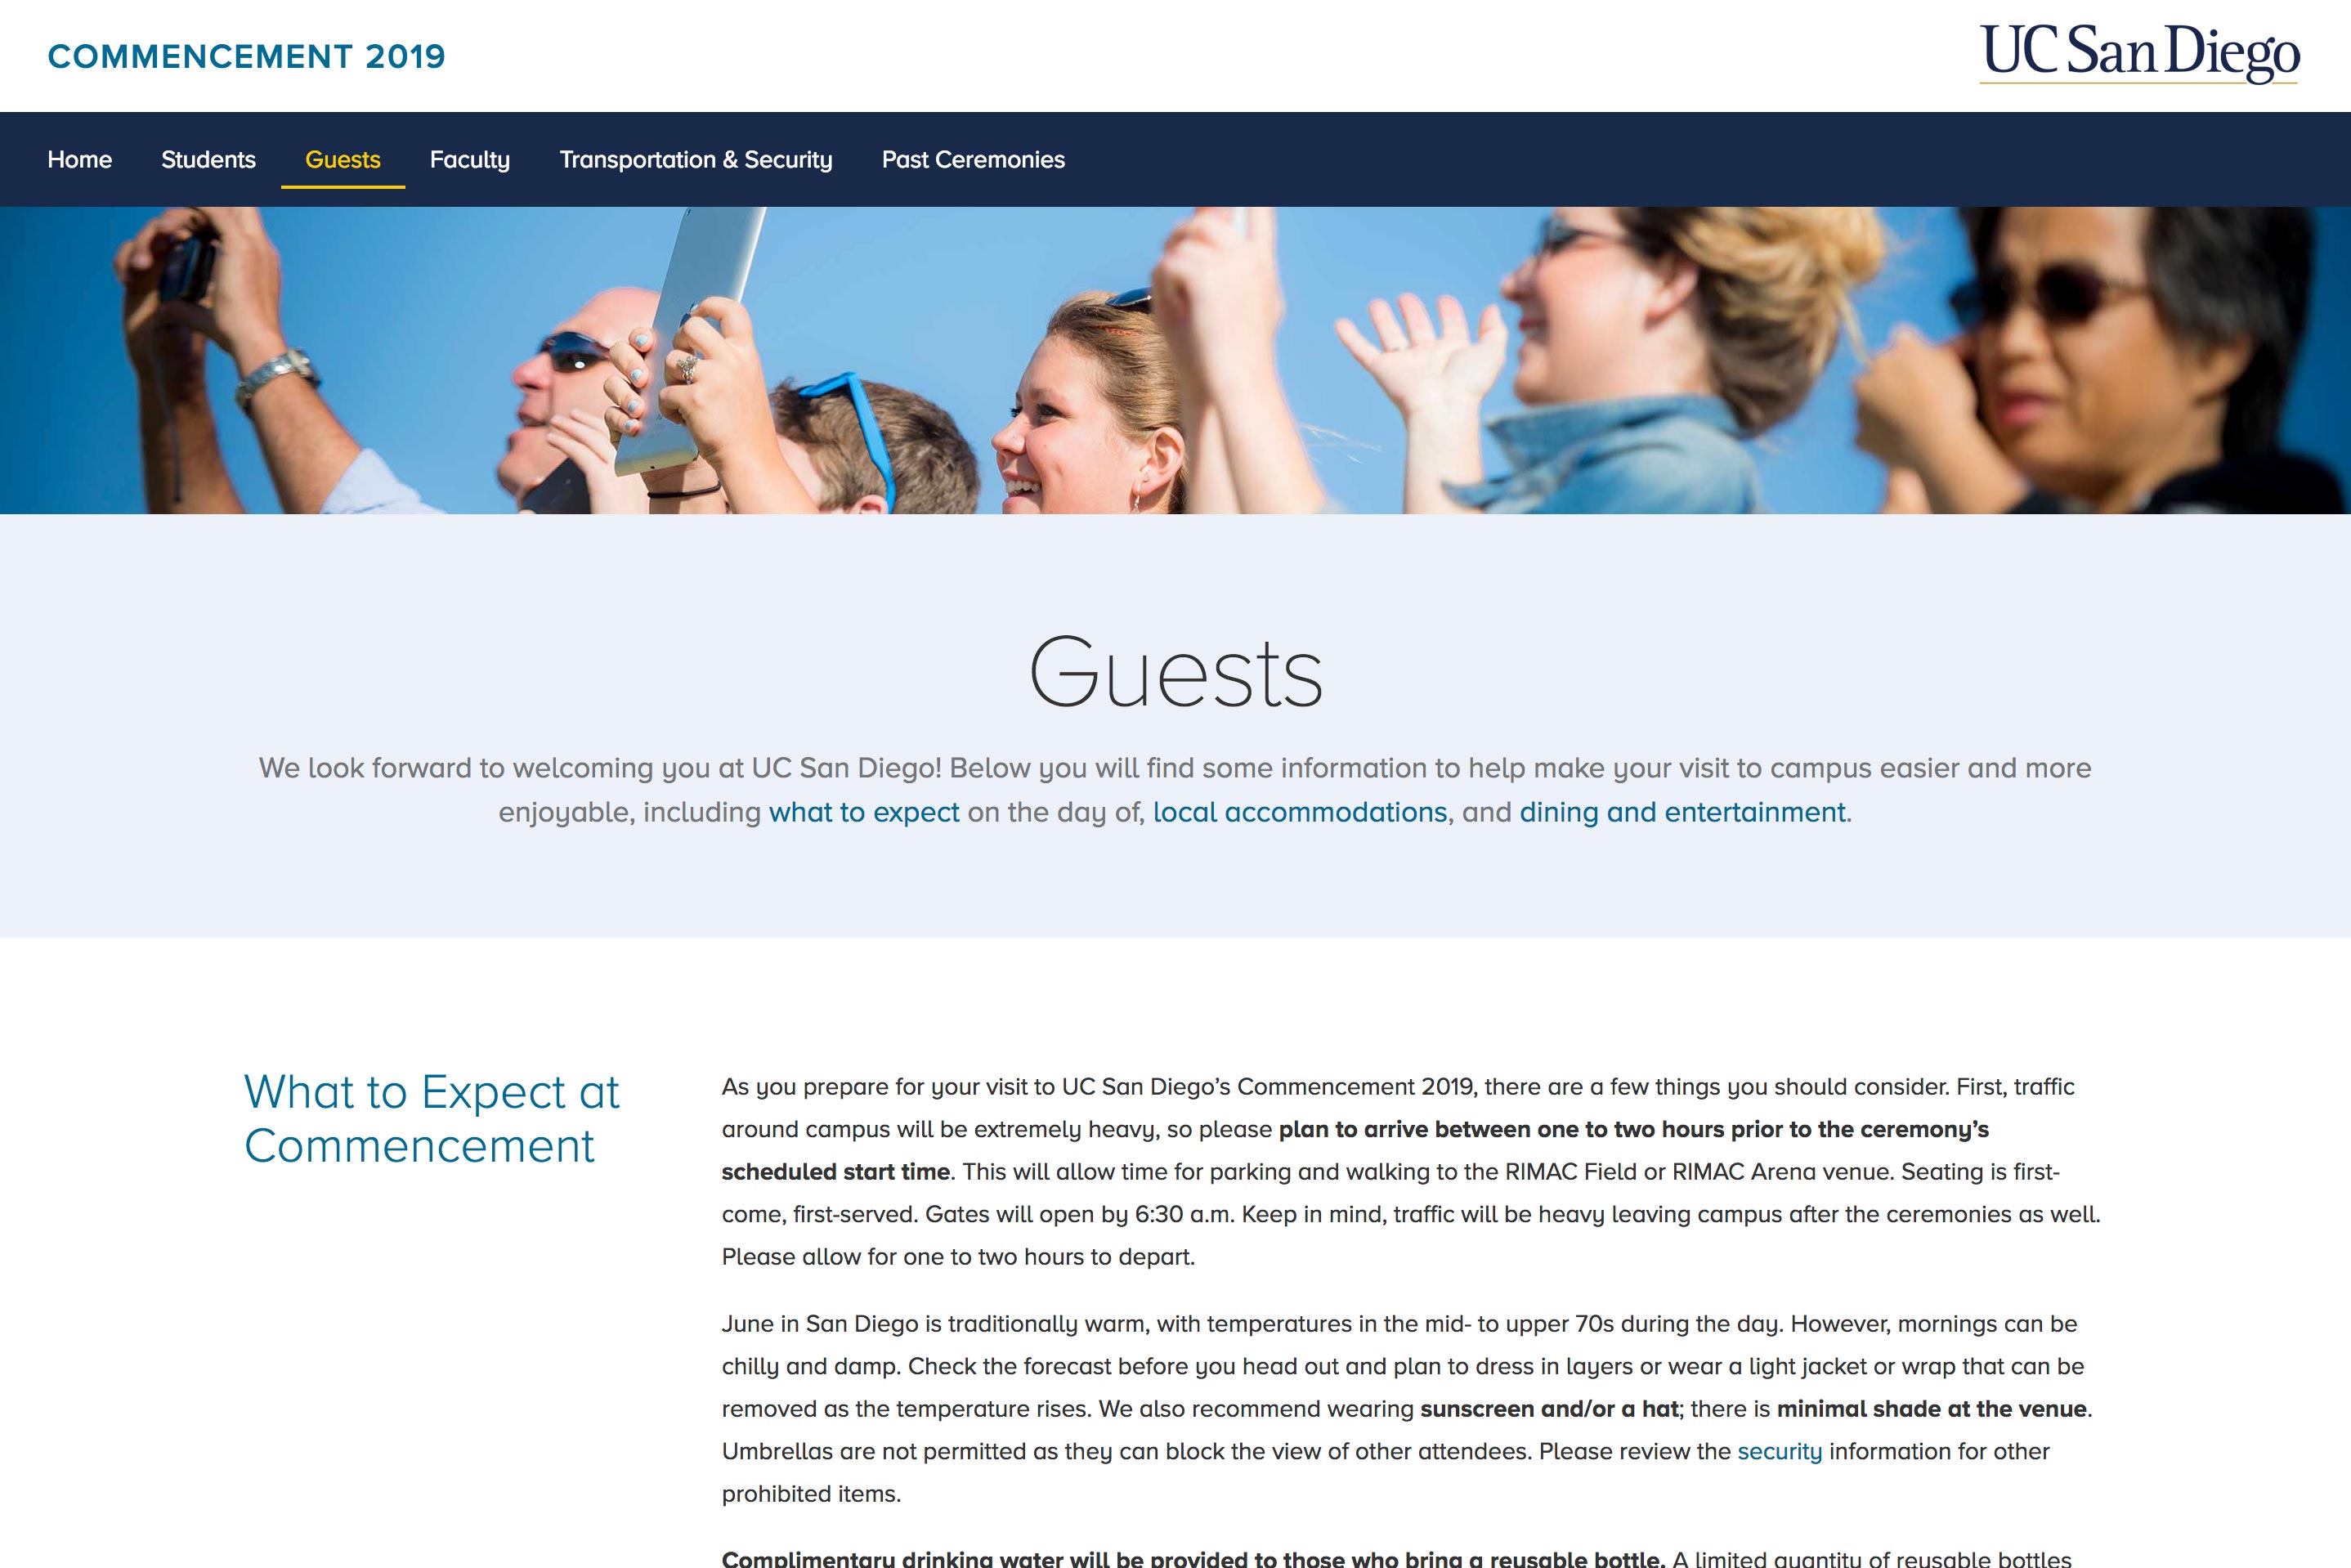 COMMENCEMENT 2019
UC San Diego
Home Students Guests Faculty Transportation & Security Past Ceremonies
Guests
We look forward to welcoming you at UC San Diego! Below you will find some information to help make your visit to campus easier and more
enjoyable, including what to expect on the day of, local accommodations, and dining and entertainment.
What to Expect at
Commencement
As you prepare for your visit to UC San Diego’s Commencement 2019, there are a few things you should consider. First, traffic
around campus will be extremely heavy, so please plan to arrive between one to two hours prior to the ceremony’s
scheduled start time. This will allow time for parking and walking to the RIMAC Field or RIMAC Arena venue. Seating is first-
come, first-served. Gates will open by 6:30 a.m. Keep in mind, traffic will be heavy leaving campus after the ceremonies as well.
Please allow for one to two hours to depart.
June in San Diego is traditionally warm, with temperatures in the mid- to upper 70s during the day. However, mornings can be
chilly and damp. Check the forecast before you head out and plan to dress in layers or wear a light jacket or wrap that can be
removed as the temperature rises. We also recommend wearing sunscreen and/or a hat; there is minimal shade at the venue.
Umbrellas are not permitted as they can block the view of other attendees. Please review the security information for other
prohibited items.
Complimentary drinking water will be provided to those who bring a reusable bottle. A limited quantity of reusable bottles